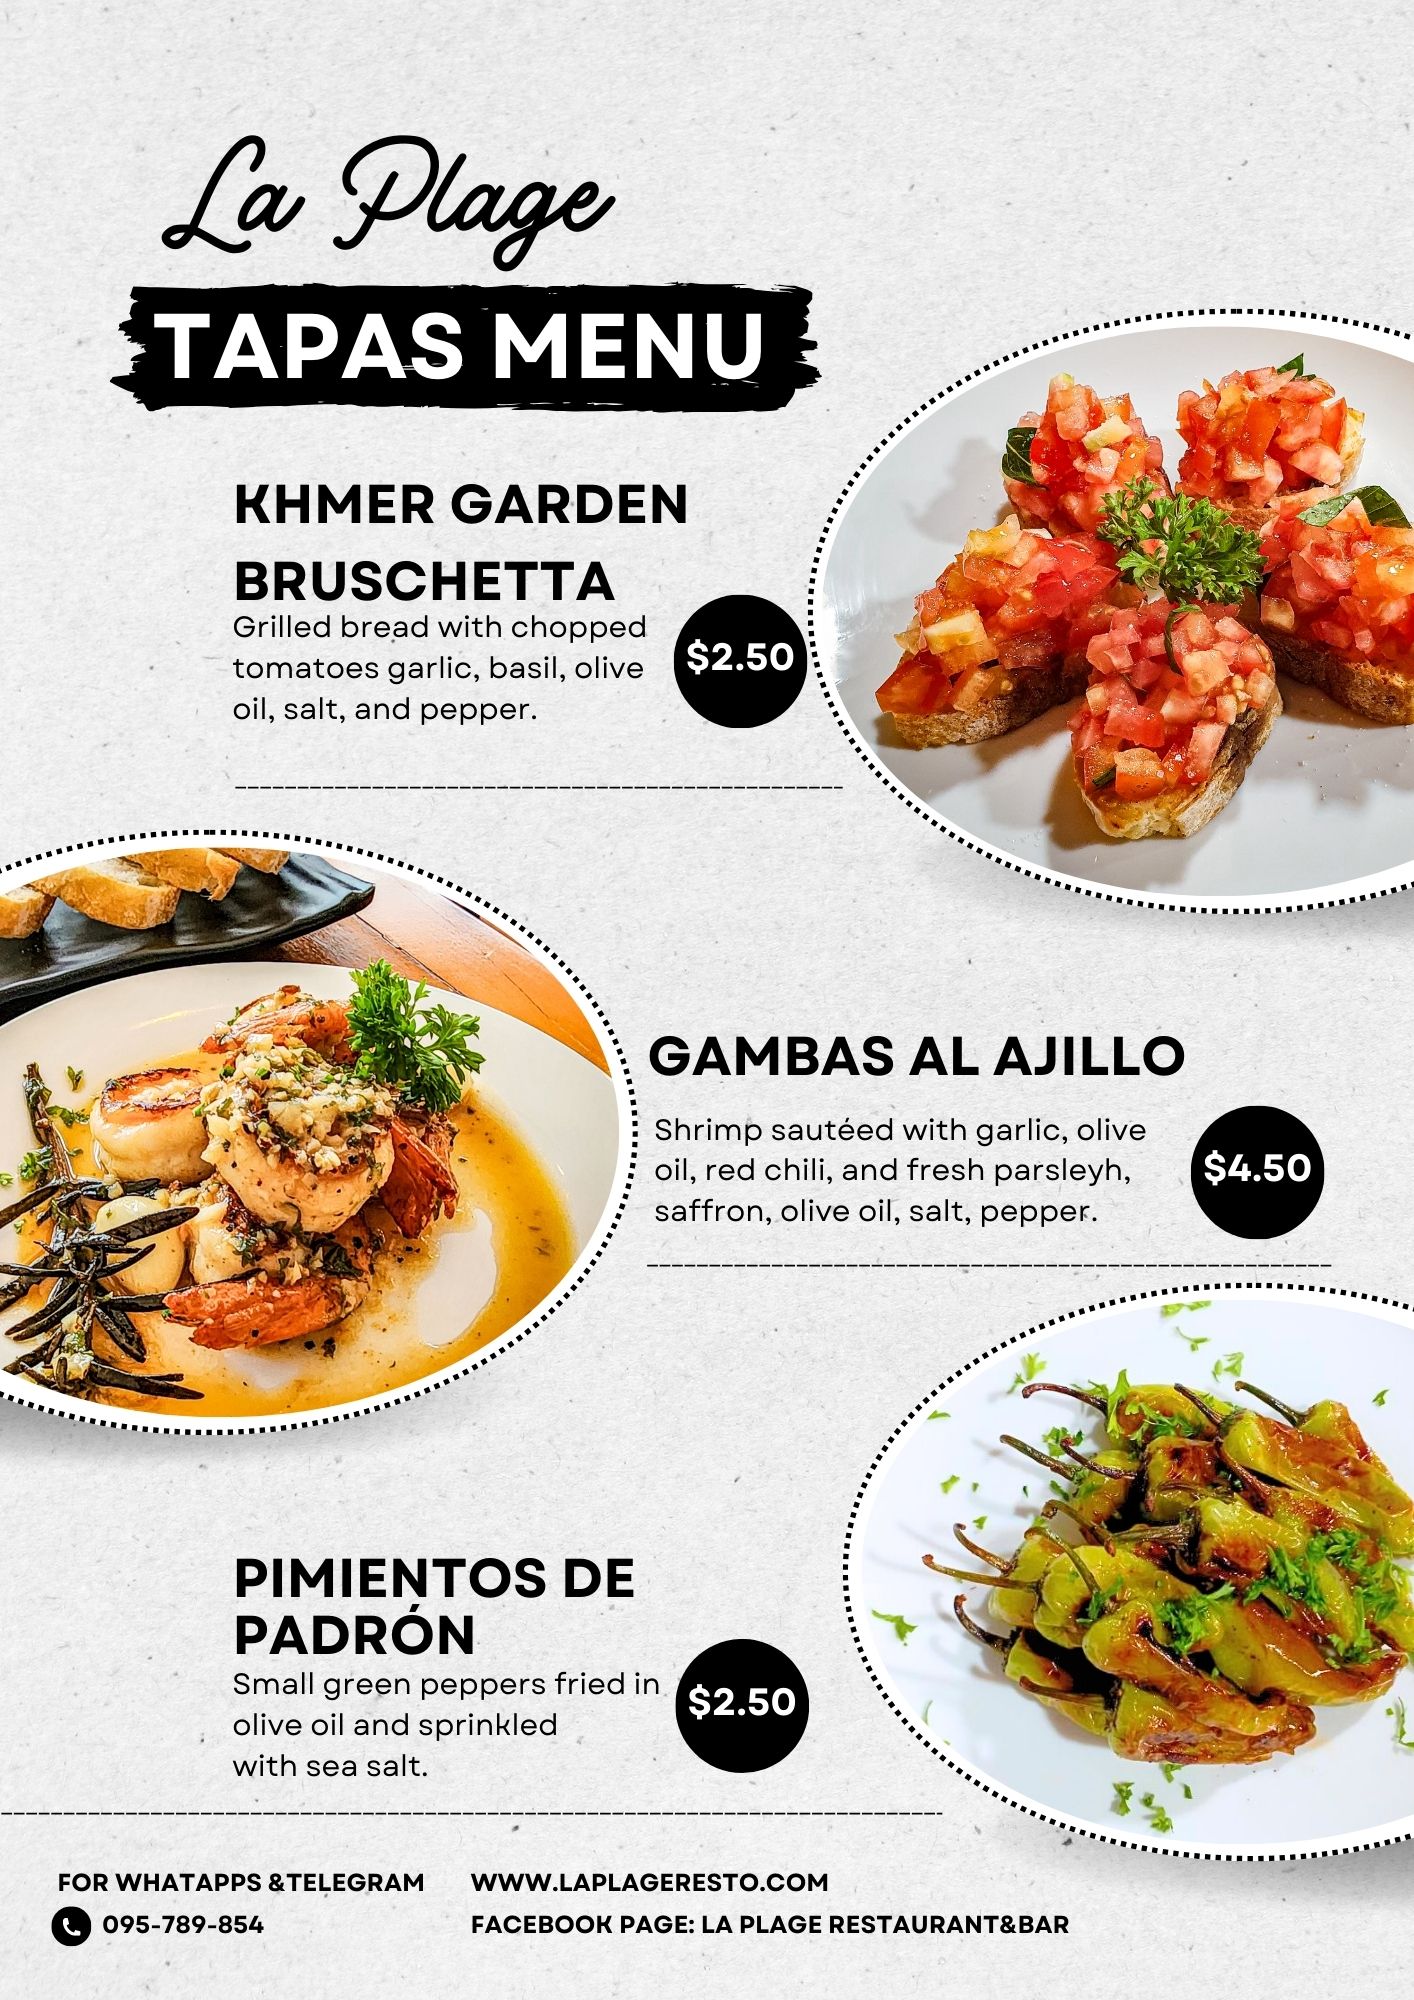 La Plage
TAPAS MENU
KHMER GARDEN
BRUSCHETTA
Grilled bread with chopped
tomatoes garlic, basil, olive
oil, salt, and pepper.
$2.50
GAMBAS AL AJILLO
Shrimp sautéed with garlic, olive
oil, red chili, and fresh parsleyh,
saffron, olive oil, salt, pepper.
$4.50
PIMIENTOS DE
PADRÓN
Small green peppers fried in
olive oil and sprinkled
with sea salt.
$2.50
FOR WHATAPPS &TELEGRAM
095-789-854
WWW.LAPLAGERESTO.COM
FACEBOOK PAGE: LA PLAGE RESTAURANT&BAR